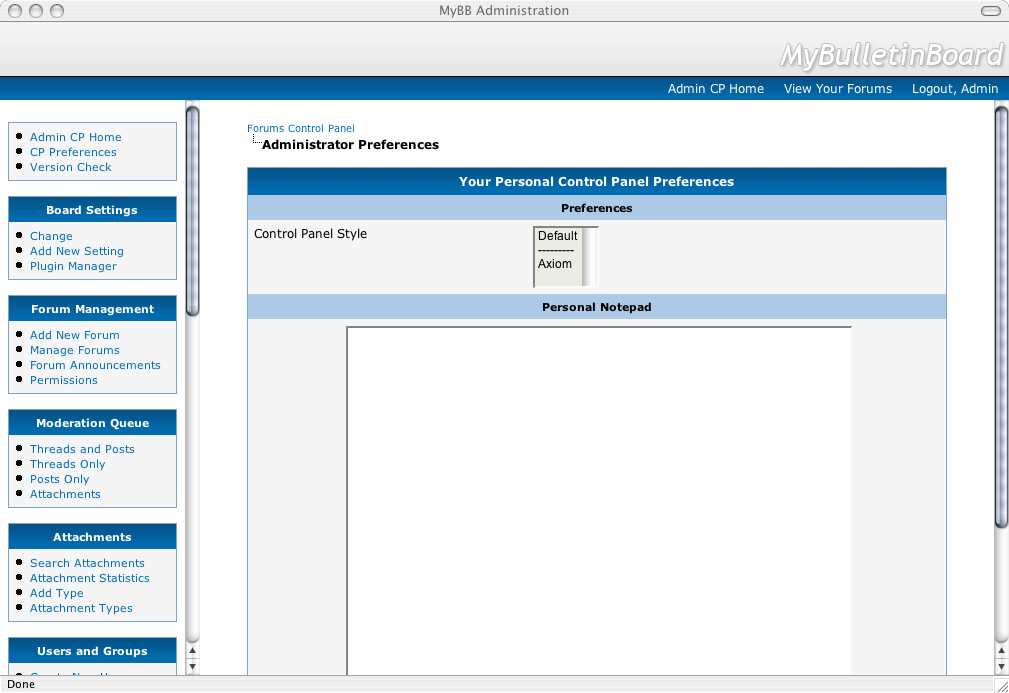 MyBB Administration
MyBulletinBoard
Admin CP Home View Your Forums Logout, Admin
Admin CP Home
CP Preferences
Version Check
Board Settings
Change
Add New Setting
Plugin Manager
Forum Management
Add New Forum
Manage Forums
Forum Announcements
Permissions
Moderation Queue
Threads and Posts
Threads Only
Posts Only
Attachments
Attachments
Search Attachments
Attachment Statistics
Add Type
Attachment Types
Users and Groups
Forums Control Panel
Administrator Preferences
Your Personal Control Panel Preferences
Preferences
Control Panel Style
Default
---------
Axiom
Personal Notepad
Done